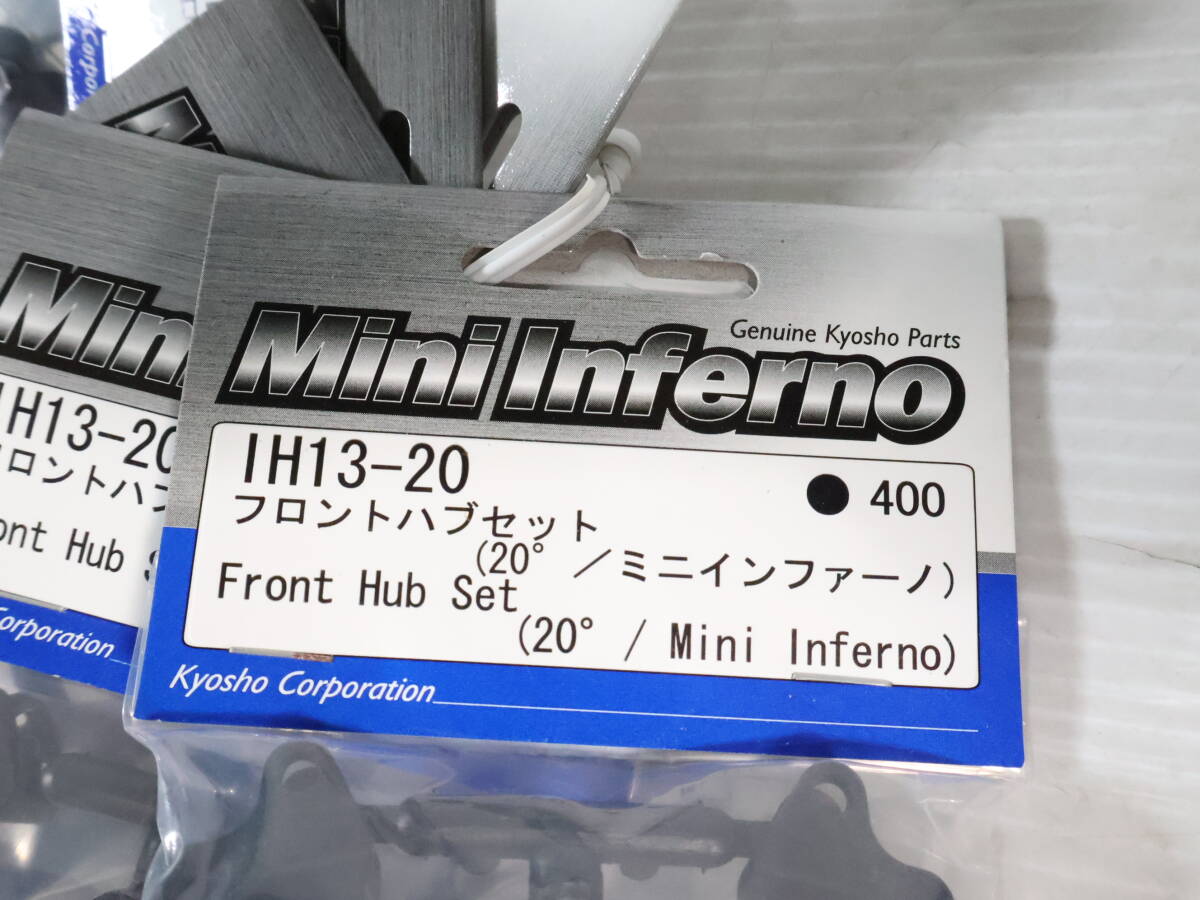 Corpor
Mini Inferno
Genuine Kyosho Parts
IH13-20
● 400
フロントハブセット
(20° /ミニインファーノ)
Front Hub Set
(20° / Mini Inferno)
Kyosho Corporation
Min
IH13-20
ロントハブ
ont Hub S
Corporation